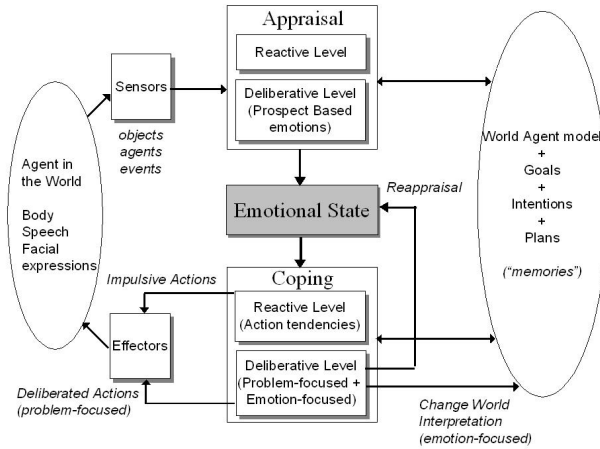 Appraisal
Reactive Level
Deliberative Level
(Prospect Based
emotions)
Sensors
objects
agents
events
Agent in
the World
Body
Speech
Facial
expressions
Emotional State
Reappraisal
World Agent model
+
Goals
+
Intentions
+
Plans
("memories")
Coping
Impulsive Actions
Reactive Level
(Action tendencies)
Effectors
Deliberative Level
(Problem-focused +
Emotion-focused)
Deliberated Actions
(problem-focused)
Change World
Interpretation
(emotion-focused)